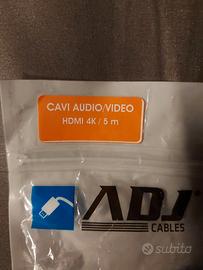 CAVI AUDIO/VIDEO
HDMI 4K / 5 m
ADJ
CABLES
subito